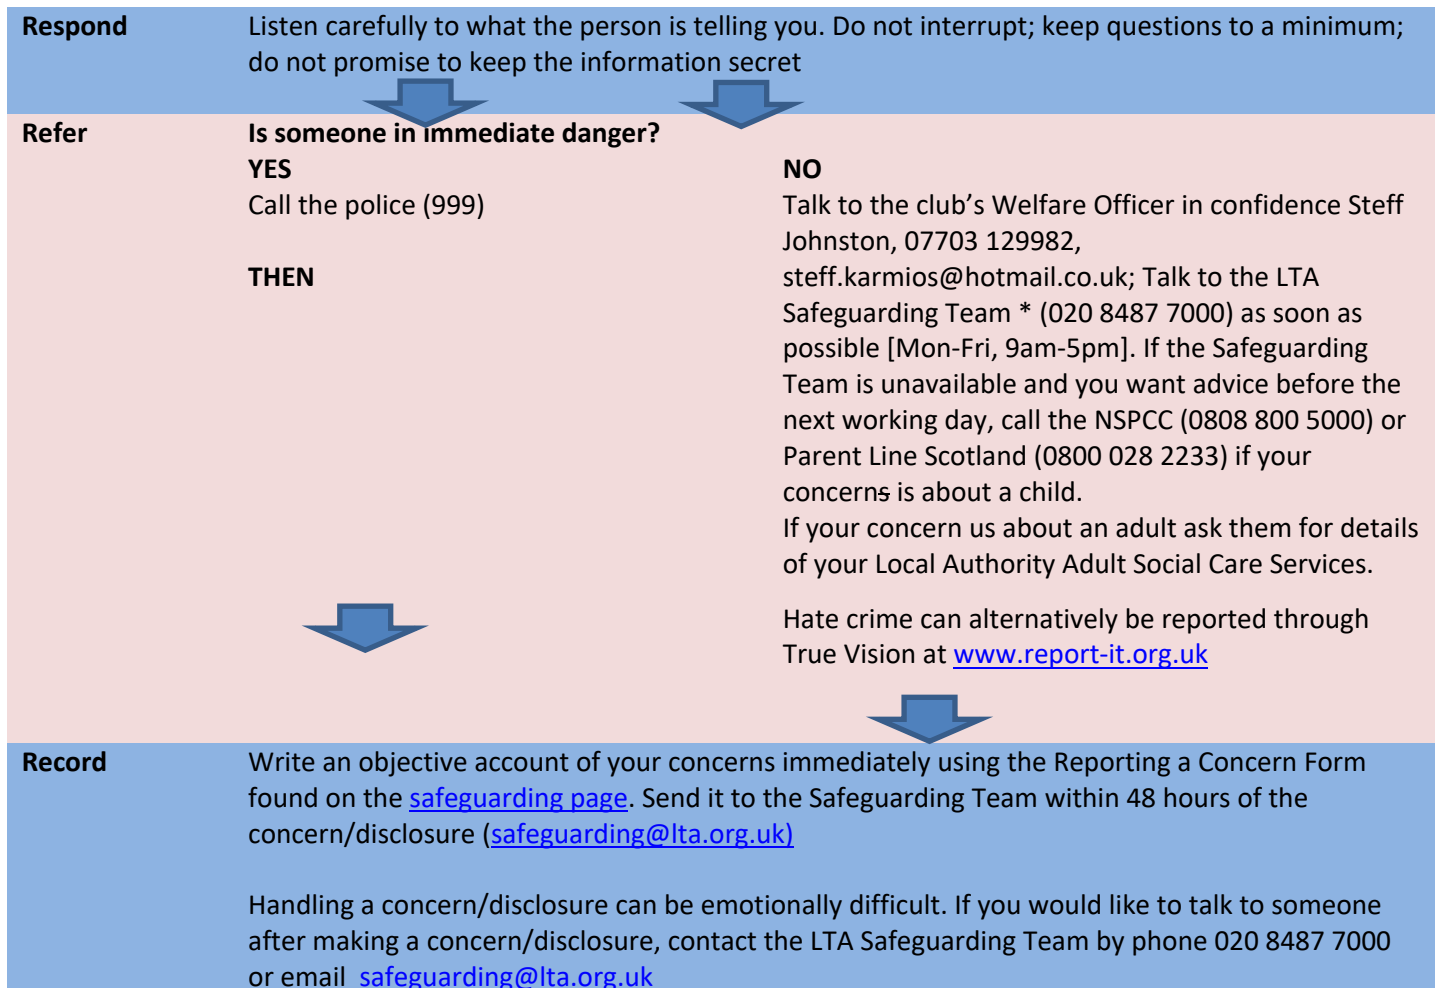 Respond
Listen carefully to what the person is telling you. Do not interrupt; keep questions to a minimum;
do not promise to keep the information secret
Refer
Is someone in immediate danger?
YES
Call the police (999)
THEN
NO
Talk to the club’s Welfare Officer in confidence Steff
Johnston, 07703 129982,
steff.karmios@hotmail.co.uk; Talk to the LTA
Safeguarding Team * (020 8487 7000) as soon as
possible [Mon-Fri, 9am-5pm]. If the Safeguarding
Team is unavailable and you want advice before the
next working day, call the NSPCC (0808 800 5000) or
Parent Line Scotland (0800 028 2233) if your
concerns is about a child.
If your concern us about an adult ask them for details
of your Local Authority Adult Social Care Services.
Hate crime can alternatively be reported through
True Vision at www.report-it.org.uk
Record
Write an objective account of your concerns immediately using the Reporting a Concern Form
found on the safeguarding page. Send it to the Safeguarding Team within 48 hours of the
concern/disclosure (safeguarding@lta.org.uk)
Handling a concern/disclosure can be emotionally difficult. If you would like to talk to someone
after making a concern/disclosure, contact the LTA Safeguarding Team by phone 020 8487 7000
or email safeguarding@lta.org.uk